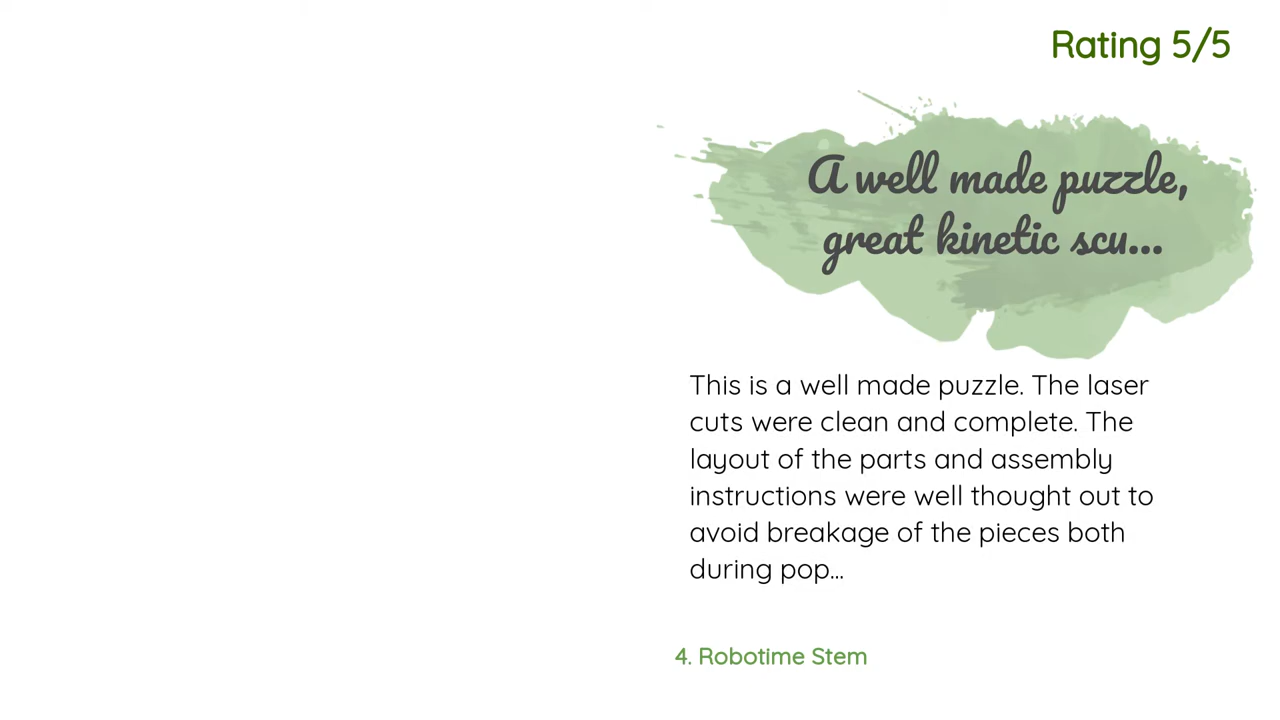 Rating 5/5
A well made puzzle,
great kinetic scu...
This is a well made puzzle. The laser
cuts were clean and complete. The
layout of the parts and assembly
instructions were well thought out to
avoid breakage of the pieces both
during pop...
4. Robotime Stem